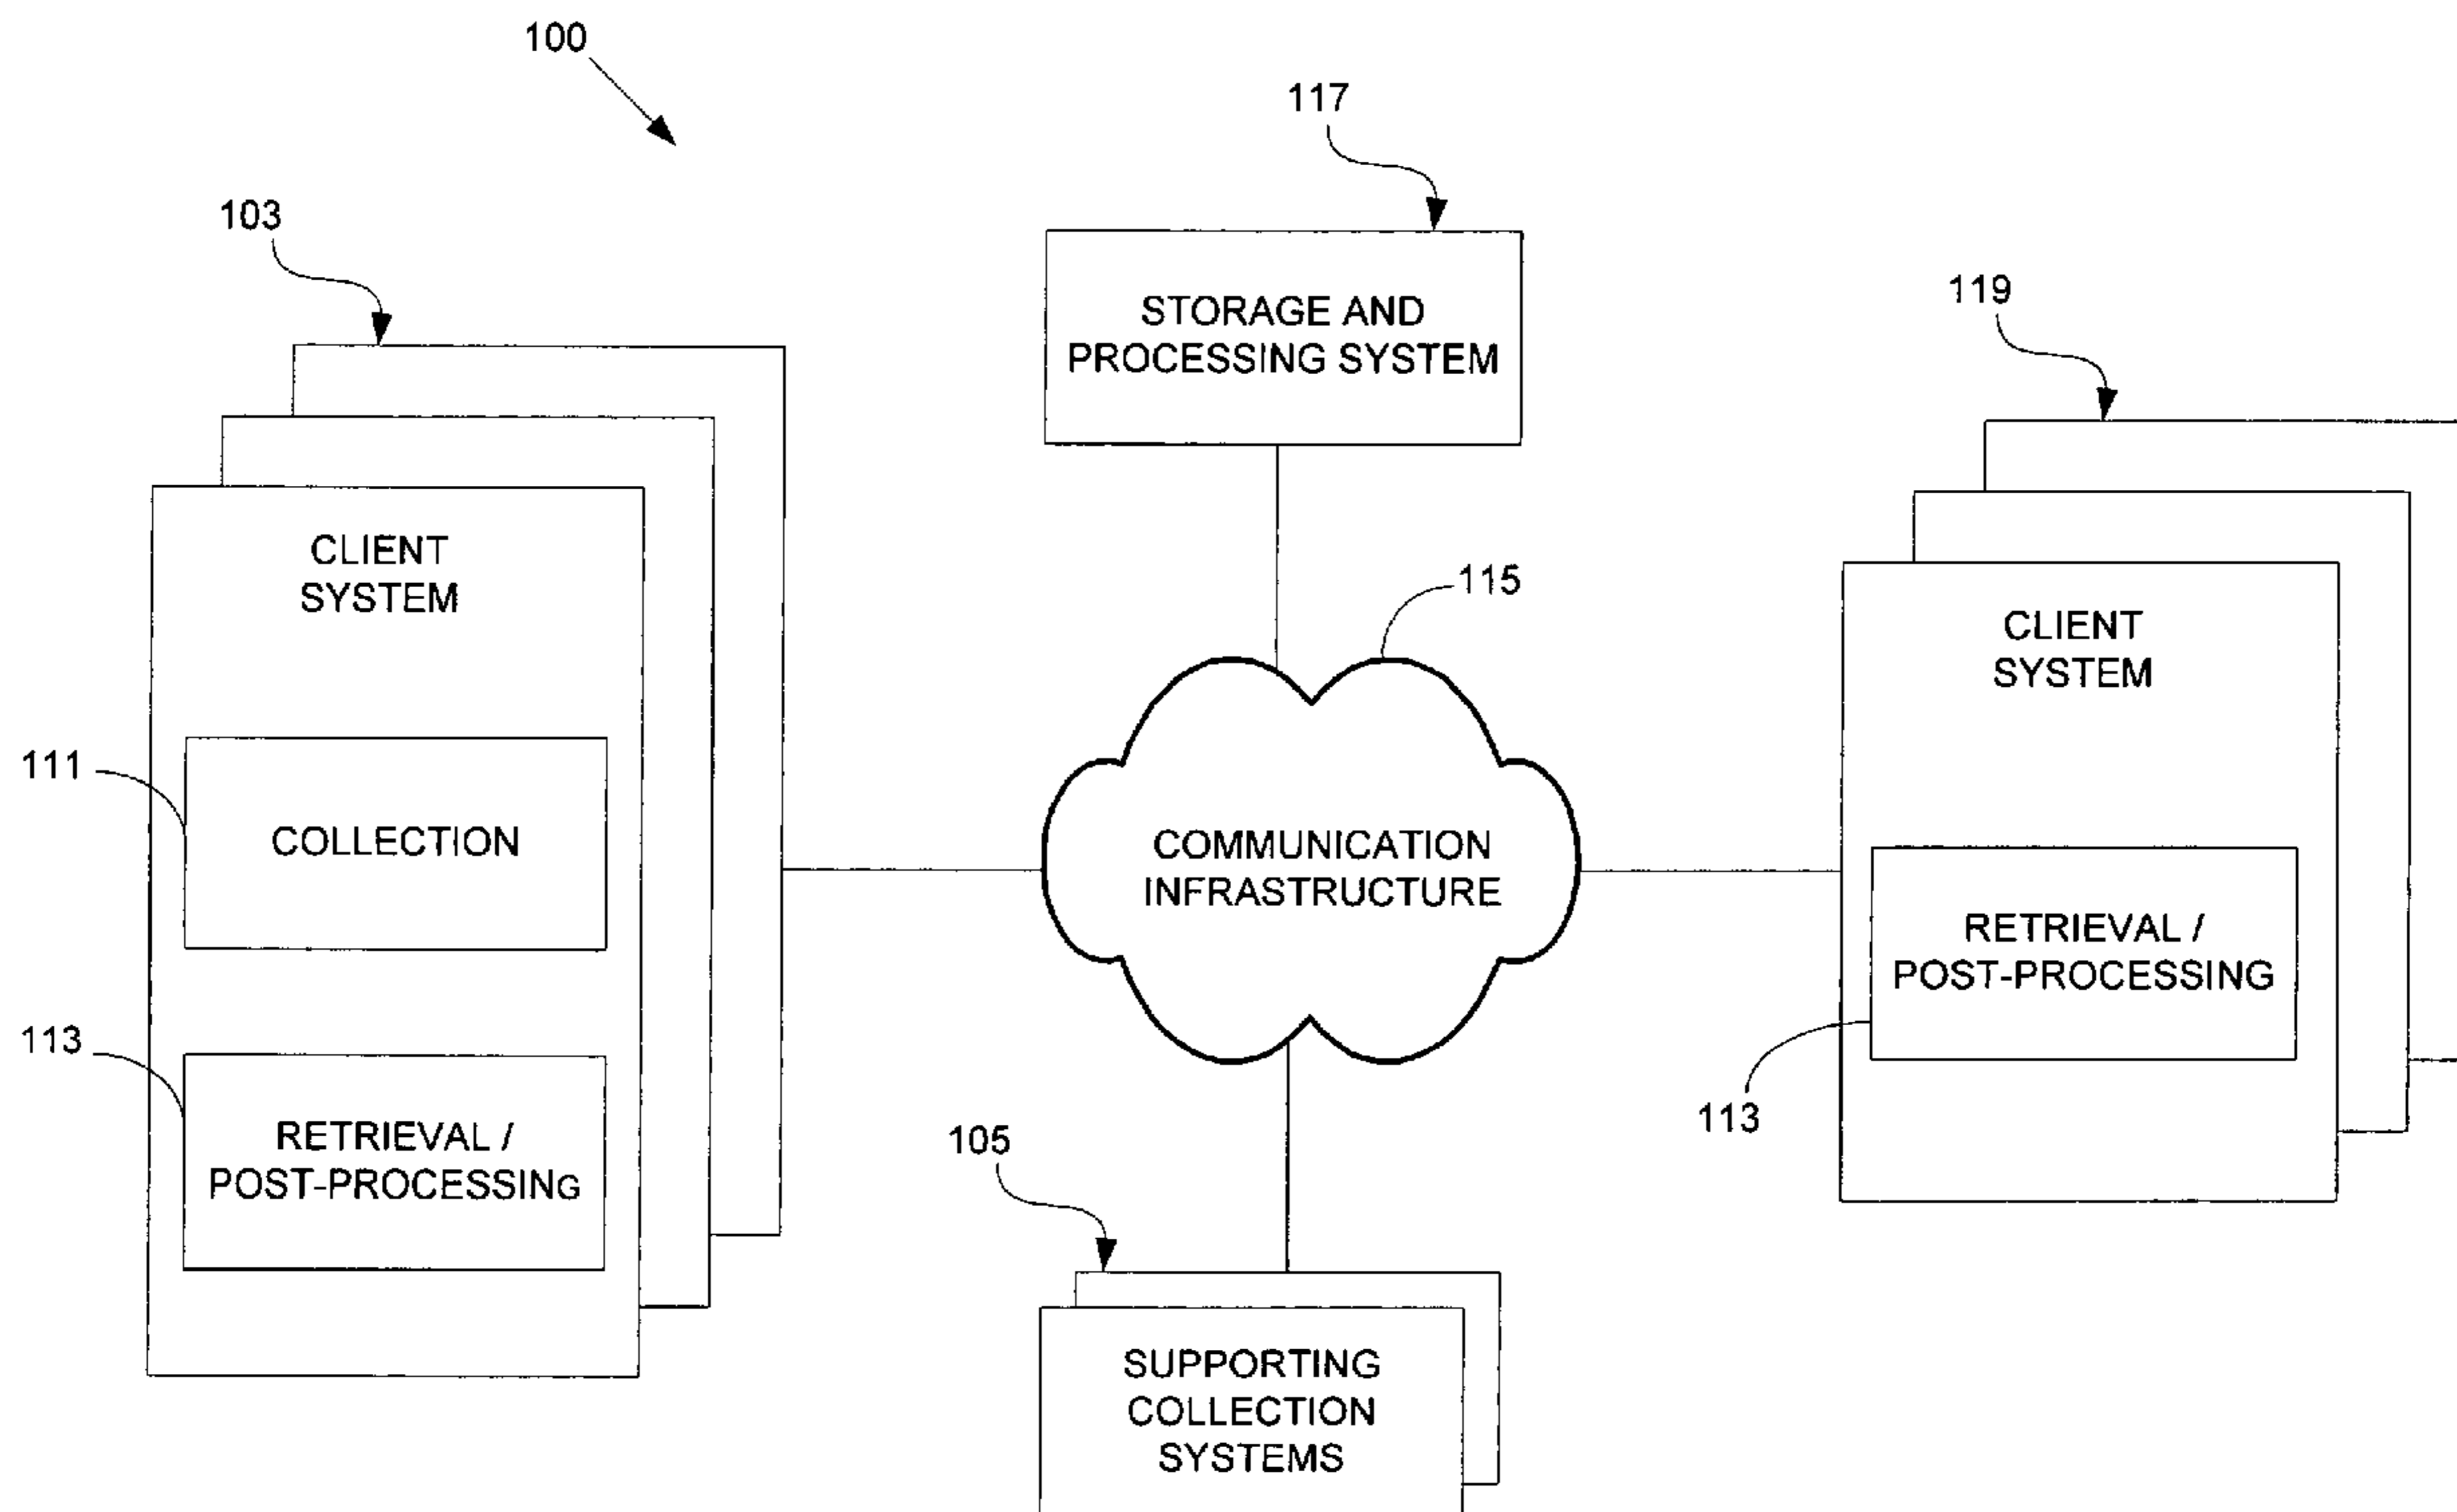 100
117
103
STORAGE AND
PROCESSING SYSTEM
119
CLIENT
SYSTEM
115
CLIENT
SYSTEM
111
COLLECTION
COMMUNICATION
INFRASTRUCTURE
RETRIEVAL /
POST-PROCESSING
113
RETRIEVAL /
POST-PROCESSING
113
105
SUPPORTING
COLLECTION
SYSTEMS